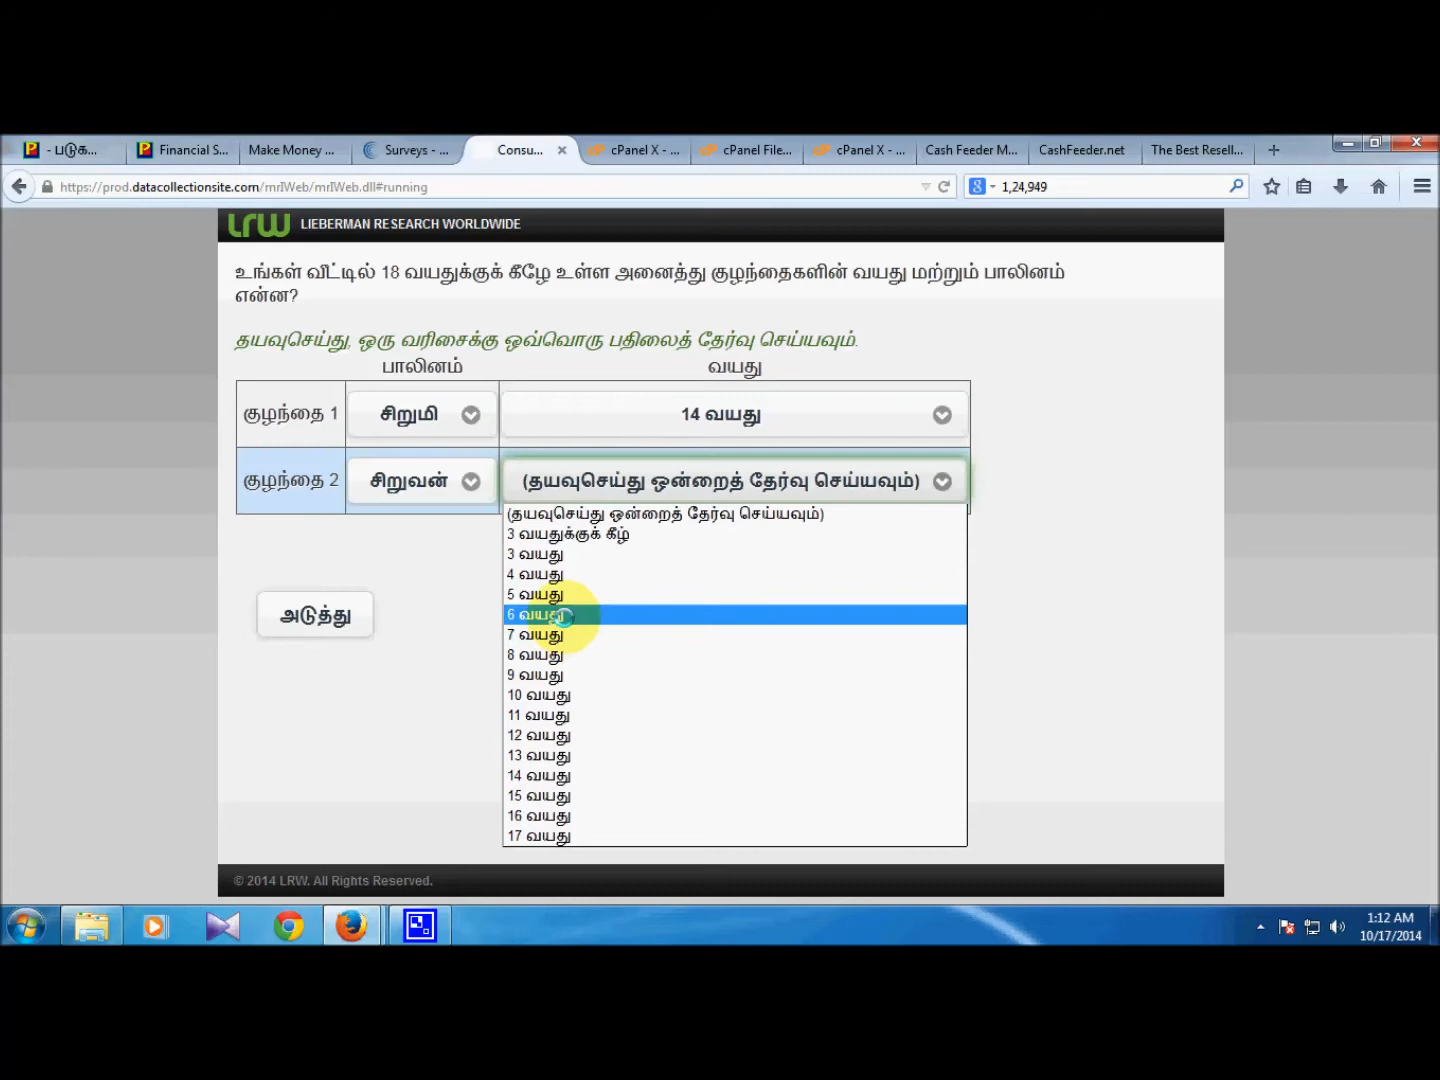 - படுக...
Financial S...
Make Money ...
Surveys - ...
Consu...
cPanel X - ...
cPanel File...
cPanel X - ...
Cash Feeder M...
CashFeeder.net
The Best Resell...
https://prod.datacollectionsite.com/mrIWeb/mrIWeb.dll#running
1,24,949
LRW LIEBERMAN RESEARCH WORLDWIDE
உங்கள் வீட்டில் 18 வயதுக்குக் கீழே உள்ள அனைத்து குழந்தைகளின் வயது மற்றும் பாலினம்
என்ன?
தயவுசெய்து, ஒரு வரிசைக்கு ஒவ்வொரு பதிலைத் தேர்வு செய்யவும்.
பாலினம் வயது
குழந்தை 1 சிறுமி 14 வயது
குழந்தை 2 சிறுவன் (தயவுசெய்து ஒன்றைத் தேர்வு செய்யவும்)
(தயவுசெய்து ஒன்றைத் தேர்வு செய்யவும்)
3 வயதுக்குக் கீழ்
3 வயது
4 வயது
5 வயது
6 வயது
7 வயது
8 வயது
9 வயது
10 வயது
11 வயது
12 வயது
13 வயது
14 வயது
15 வயது
16 வயது
17 வயது
அடுத்து
© 2014 LRW. All Rights Reserved.
1:12 AM
10/17/2014